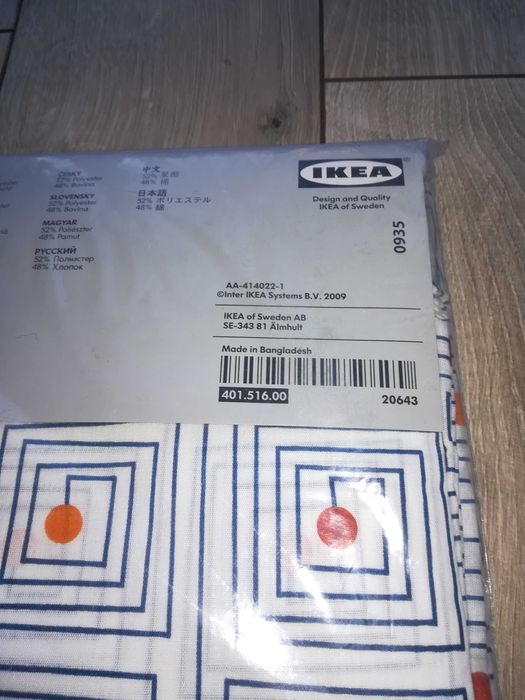 ČESKY
52% Polyester
48% Bavlna
SLOVENSKY
52% Polyester
48% Bavlna
MAGYAR
52% Poliészter
48% Pamut
РУССКИЙ
52% Полиэстер
48% Хлопок
中文
52% 聚酯
48% 棉
日本語
52% ポリエステル
48% 綿
IKEA
®
Design and Quality
IKEA of Sweden
0935
AA-414022-1
©Inter IKEA Systems B.V. 2009
IKEA of Sweden AB
SE-343 81 Älmhult
Made in Bangladesh
401.516.00
20643